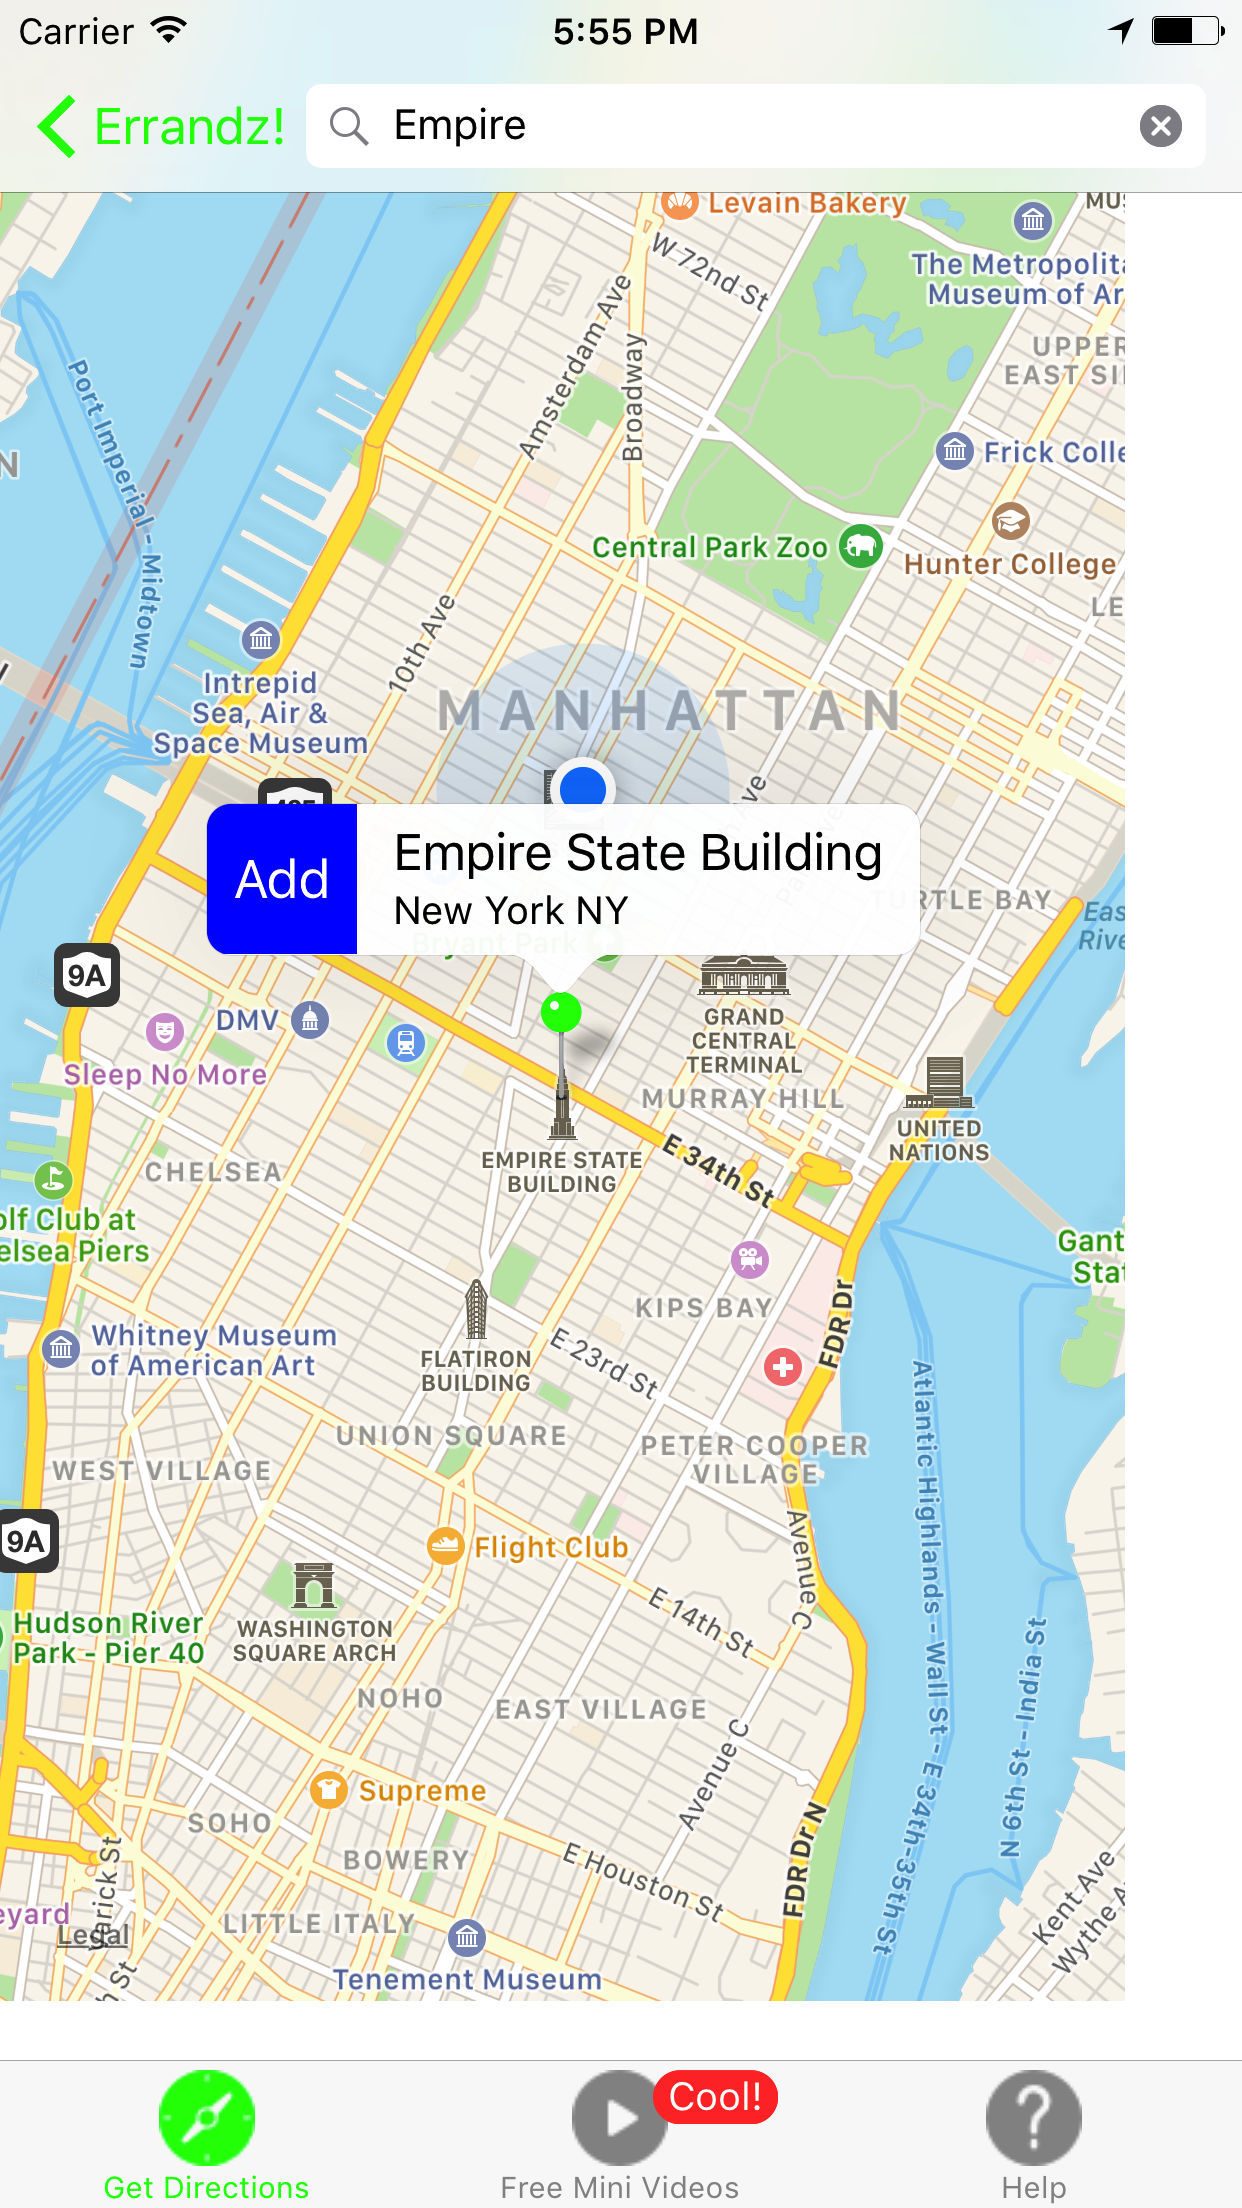 Carrier
5:55 PM
Errandz!
Empire
Levain Bakery
W 72nd St
The Metropolita
Museum of Ar
UPPER
EAST SI
Amsterdam Ave
Broadway
Port Imperial - Midtown
N
Frick Colle
Central Park Zoo
Hunter College
LE
10th Ave
Intrepid
Sea, Air &
Space Museum
MANHATTAN
Add
Empire State Building
New York NY
TURTLE BAY
Bryant Park
Eas
Rive
9A
DMV
Sleep No More
GRAND
CENTRAL
TERMINAL
MURRAY HILL
UNITED
NATIONS
CHELSEA
EMPIRE STATE
BUILDING
E 34th St
olf Club at
elsea Piers
Gant
Stat
KIPS BAY
FDR Dr
Whitney Museum
of American Art
FLATIRON
BUILDING
E 23rd St
UNION SQUARE
PETER COOPER
VILLAGE
WEST VILLAGE
Atlantic Highlands - Wall St - E 34th-35th St
9A
Flight Club
Avenue C
E 14th St
Hudson River
Park - Pier 40
WASHINGTON
SQUARE ARCH
NOHO
EAST VILLAGE
N 6th St - India St
Avenue C
Supreme
SOHO
BOWERY
E Houston St
FDR Dr N
Kent Ave
Wythe A
eyard
Legal
arick St
h St
LITTLE ITALY
Tenement Museum
Cool!
Get Directions
Free Mini Videos
Help